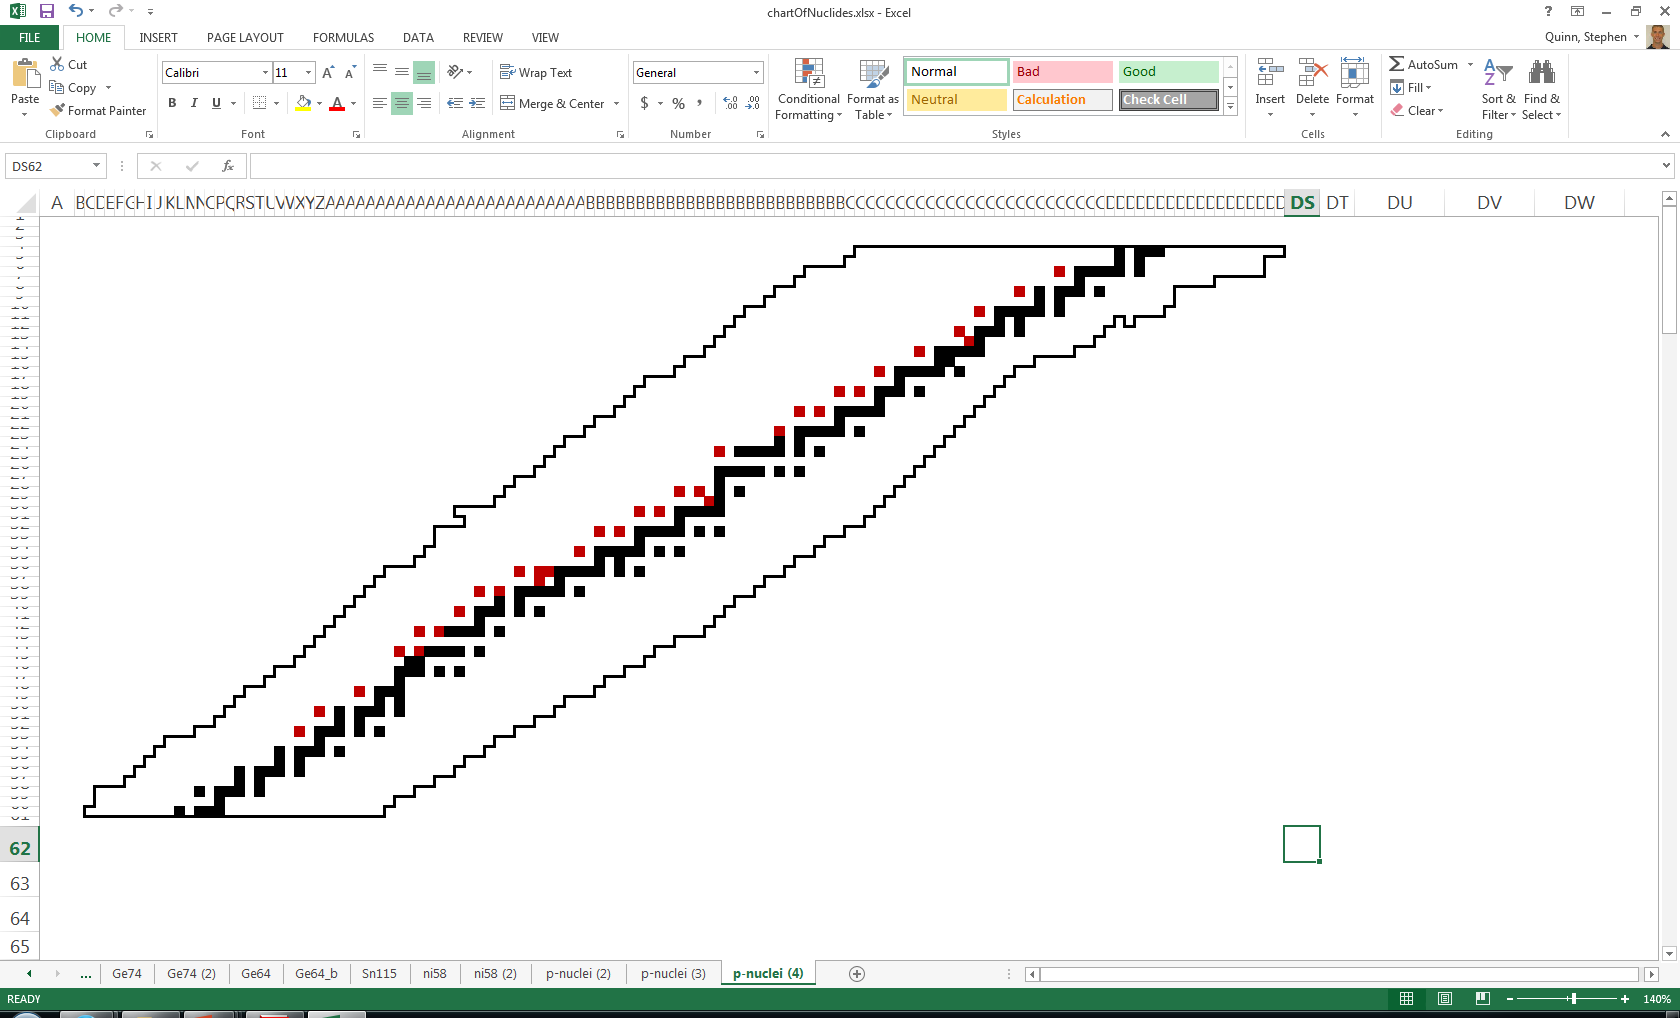 chartOfNuclides.xlsx - Excel
FILE HOME INSERT PAGE LAYOUT FORMULAS DATA REVIEW VIEW
Quinn, Stephen
Paste
Cut
Copy
Format Painter
Clipboard
Calibri 11
B I U
Font
Wrap Text
Merge & Center
Alignment
General
$ % ,
Number
Conditional Formatting
Format as Table
Normal Bad Good
Neutral Calculation Check Cell
Styles
Insert Delete Format
Cells
AutoSum
Fill
Clear
Sort & Filter
Find & Select
Editing
DS62
fx
DS DT DU DV DW
62
63
64
65
... Ge74 Ge74 (2) Ge64 Ge64_b Sn115 ni58 ni58 (2) p-nuclei (2) p-nuclei (3) p-nuclei (4)
READY
140%